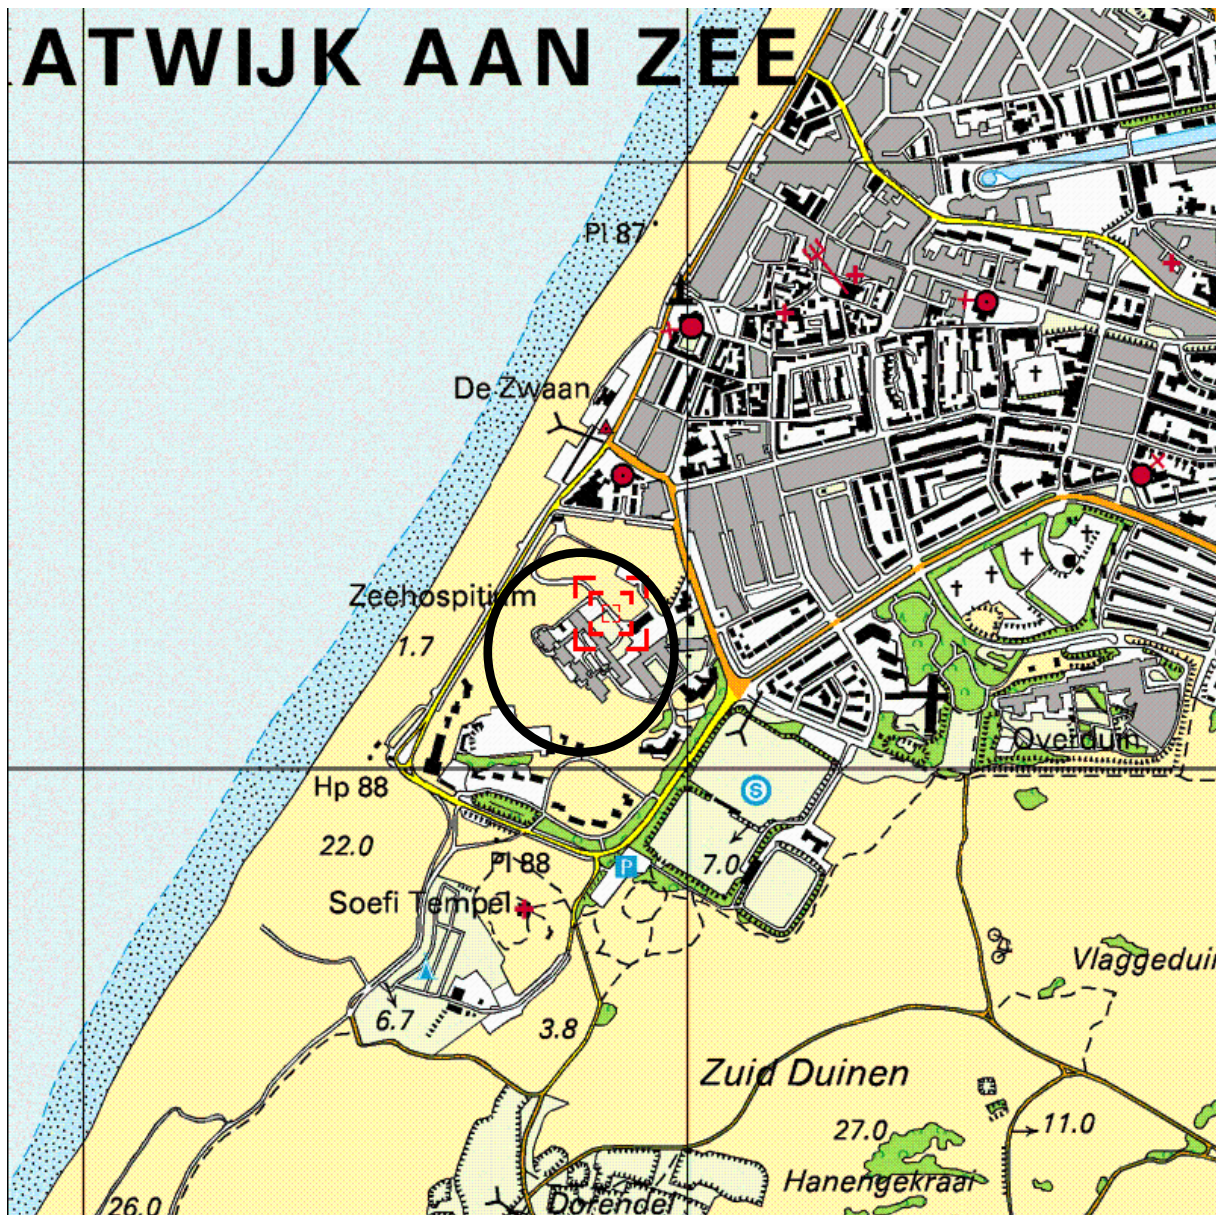 ATWIJK AAN ZEE
Pl 87
De Zwaan
Zeehospitium
1.7
Overduin
Hp 88
S
22.0
Pl 88
P
7.0
Soefi Tempel
Vlaggedui
6.7
3.8
Zuid Duinen
27.0
11.0
Hanengekraai
26.0
Dorendel